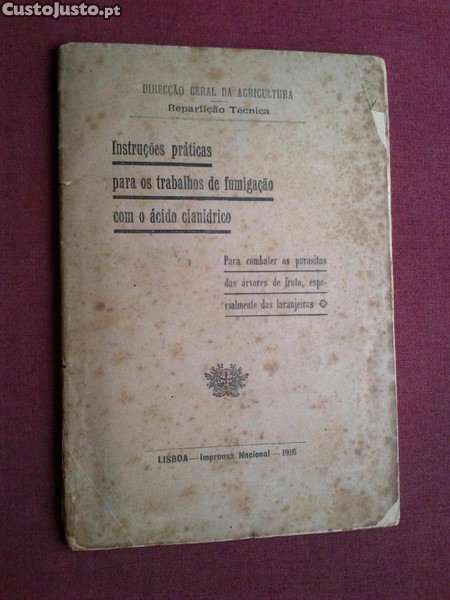 CustoJusto.pt
DIRECÇÃO GERAL DA AGRICULTURA
Repartição Técnica
Instruções práticas
para os trabalhos de fumigação
com o ácido cianídrico
Para combater os parasitas
das árvores de fruto, espe-
cialmente das laranjeiras
LISBOA — Imprensa Nacional — 1916